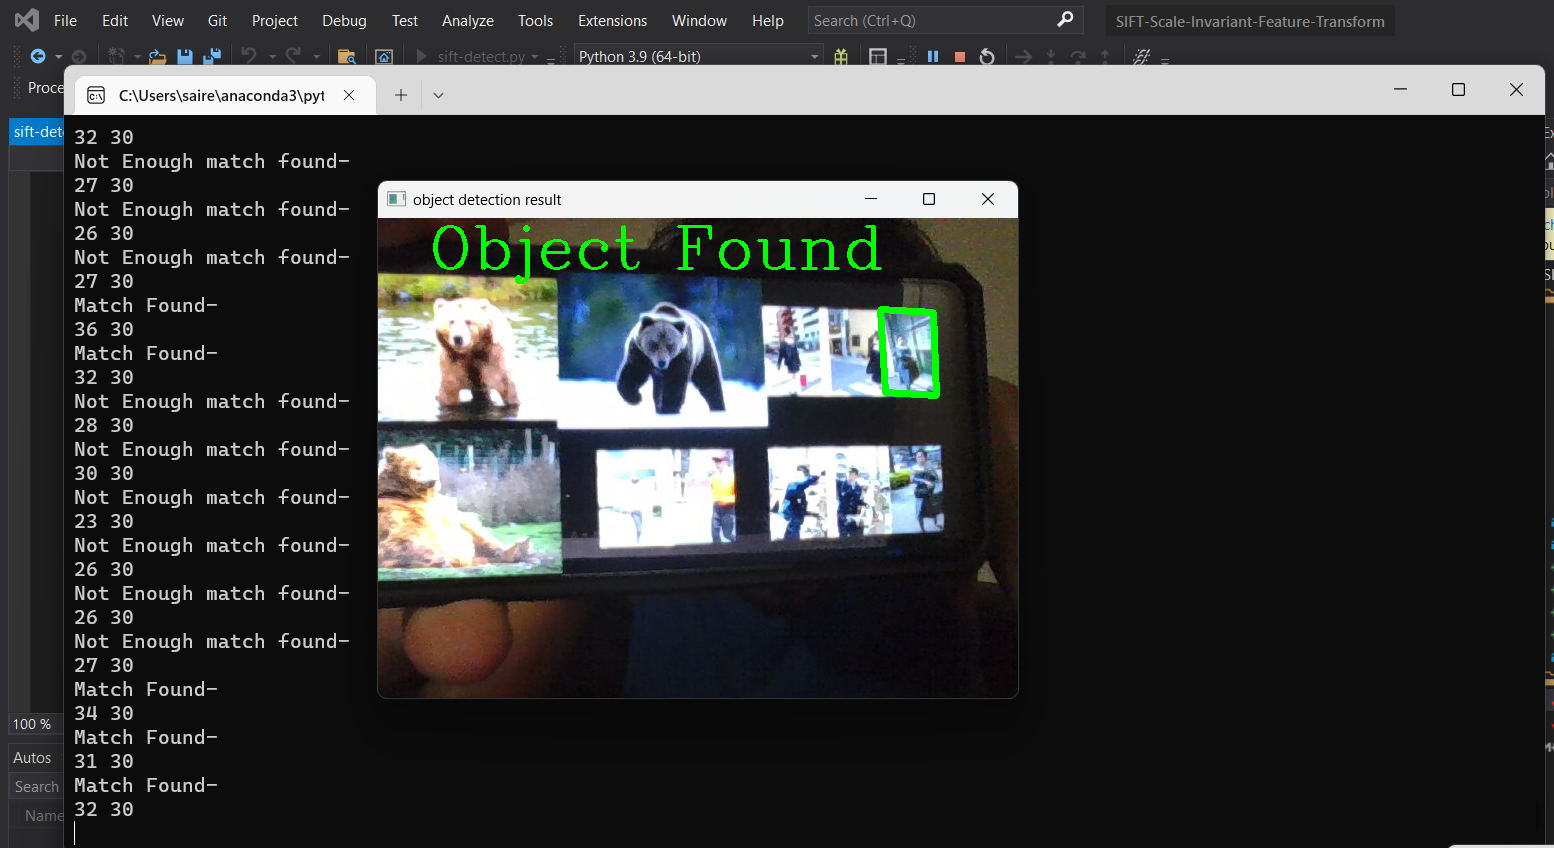 File Edit View Git Project Debug Test Analyze Tools Extensions Window Help Search (Ctrl+Q) SIFT-Scale-Invariant-Feature-Transform
sift-detect.py Python 3.9 (64-bit)
Proce
C:\Users\saire\anaconda3\pyt
sift-det
32 30
Not Enough match found-
27 30
Not Enough match found-
26 30
Not Enough match found-
27 30
Match Found-
36 30
Match Found-
32 30
Not Enough match found-
28 30
Not Enough match found-
30 30
Not Enough match found-
23 30
Not Enough match found-
26 30
Not Enough match found-
26 30
Not Enough match found-
27 30
Match Found-
34 30
Match Found-
31 30
Match Found-
32 30
object detection result
Object Found
100 %
Autos
Search
Name